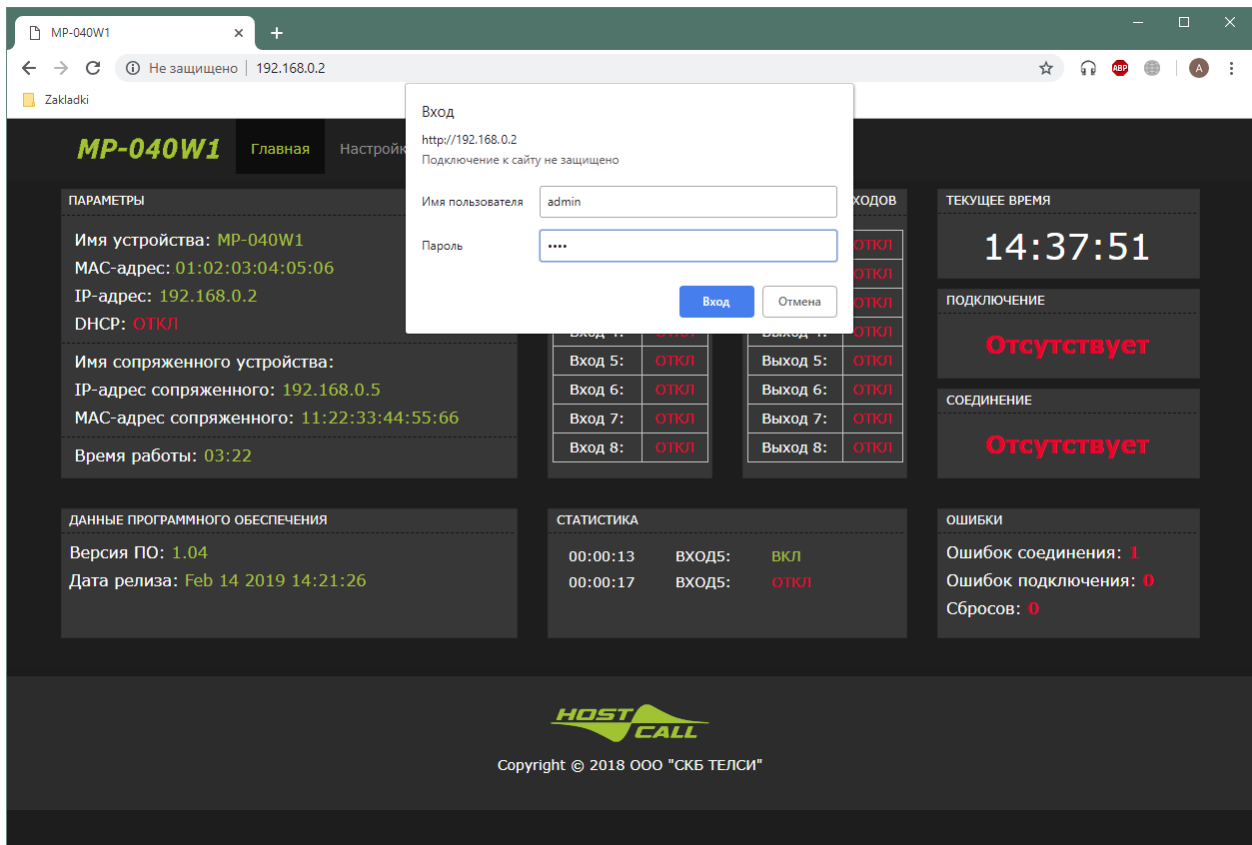 MP-040W1
Не защищено | 192.168.0.2
ABP
A
Zakladki
MP-040W1 Главная Настройк
Вход
http://192.168.0.2
Подключение к сайту не защищено
Имя пользователя admin
Пароль ••••
Вход Отмена
ПАРАМЕТРЫ
Имя устройства: MP-040W1
MAC-адрес: 01:02:03:04:05:06
IP-адрес: 192.168.0.2
DHCP: ОТКЛ
Имя сопряженного устройства:
IP-адрес сопряженного: 192.168.0.5
MAC-адрес сопряженного: 11:22:33:44:55:66
Время работы: 03:22
Вход 5: ОТКЛ
Вход 6: ОТКЛ
Вход 7: ОТКЛ
Вход 8: ОТКЛ
ХОДОВ
ОТКЛ
ОТКЛ
ОТКЛ
ОТКЛ
Выход 5: ОТКЛ
Выход 6: ОТКЛ
Выход 7: ОТКЛ
Выход 8: ОТКЛ
ТЕКУЩЕЕ ВРЕМЯ
14:37:51
ПОДКЛЮЧЕНИЕ
Отсутствует
СОЕДИНЕНИЕ
Отсутствует
ДАННЫЕ ПРОГРАММНОГО ОБЕСПЕЧЕНИЯ
Версия ПО: 1.04
Дата релиза: Feb 14 2019 14:21:26
СТАТИСТИКА
00:00:13 ВХОД5: ВКЛ
00:00:17 ВХОД5: ОТКЛ
ОШИБКИ
Ошибок соединения: 1
Ошибок подключения: 0
Сбросов: 0
HOST CALL
Copyright © 2018 ООО "СКБ ТЕЛСИ"